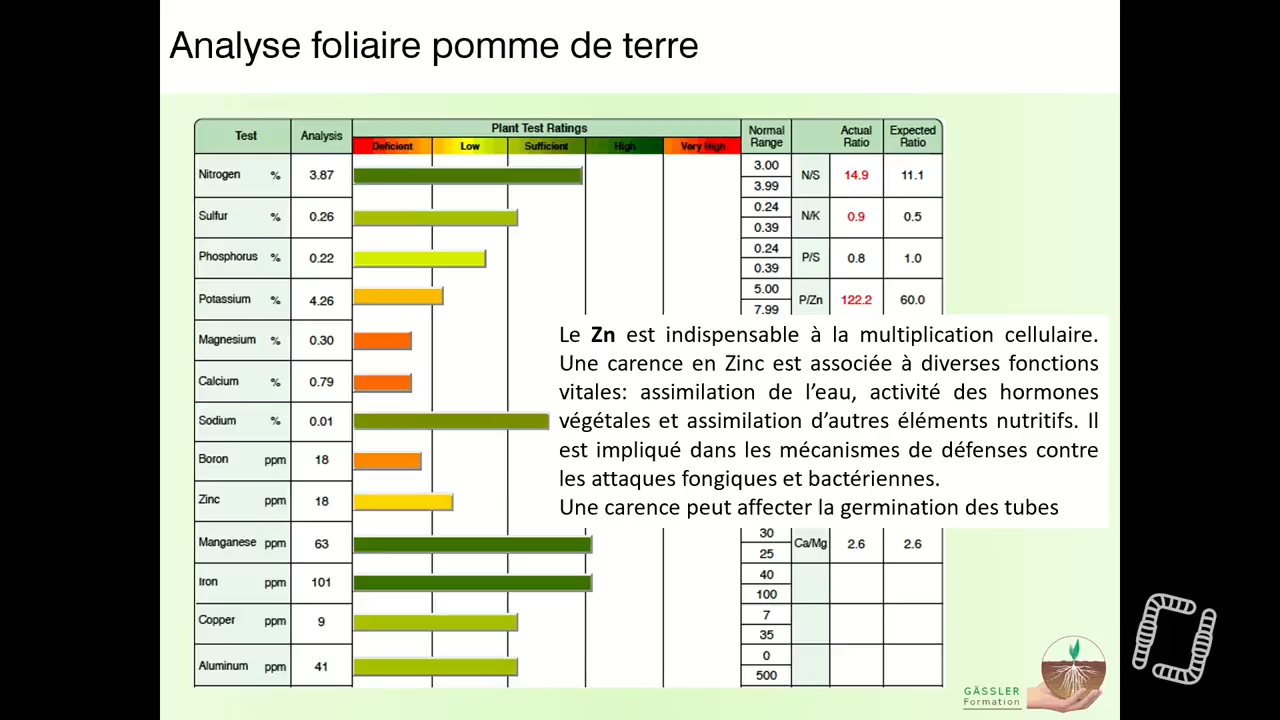 Analyse foliaire pomme de terre
Test Analysis Plant Test Ratings Normal Range Actual Ratio Expected Ratio
Deficient Low Sufficient High Very High
Nitrogen % 3.87 3.00 3.99 N/S 14.9 11.1
Sulfur % 0.26 0.24 0.39 N/K 0.9 0.5
Phosphorus % 0.22 0.24 0.39 P/S 0.8 1.0
Potassium % 4.26 5.00 7.99 P/Zn 122.2 60.0
Magnesium % 0.30
Calcium % 0.79
Sodium % 0.01
Boron ppm 18
Zinc ppm 18
Le Zn est indispensable à la multiplication cellulaire.
Une carence en Zinc est associée à diverses fonctions
vitales: assimilation de l’eau, activité des hormones
végétales et assimilation d’autres éléments nutritifs. Il
est impliqué dans les mécanismes de défenses contre
les attaques fongiques et bactériennes.
Une carence peut affecter la germination des tubes
Manganese ppm 63 30 25 Ca/Mg 2.6 2.6
Iron ppm 101 40 100
Copper ppm 9 7 35
Aluminum ppm 41 0 500
GÄSSLER
Formation